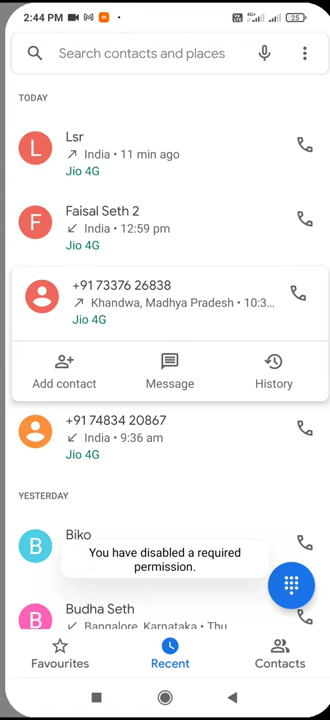 2:44 PM
25
Search contacts and places
TODAY
L
Lsr
India • 11 min ago
Jio 4G
F
Faisal Seth 2
India • 12:59 pm
Jio 4G
+91 73376 26838
Khandwa, Madhya Pradesh • 10:3...
Jio 4G
Add contact
Message
History
+91 74834 20867
India • 9:36 am
Jio 4G
YESTERDAY
B
Biko
You have disabled a required
permission.
B
Budha Seth
Bangalore, Karnataka • Thu
Favourites
Recent
Contacts